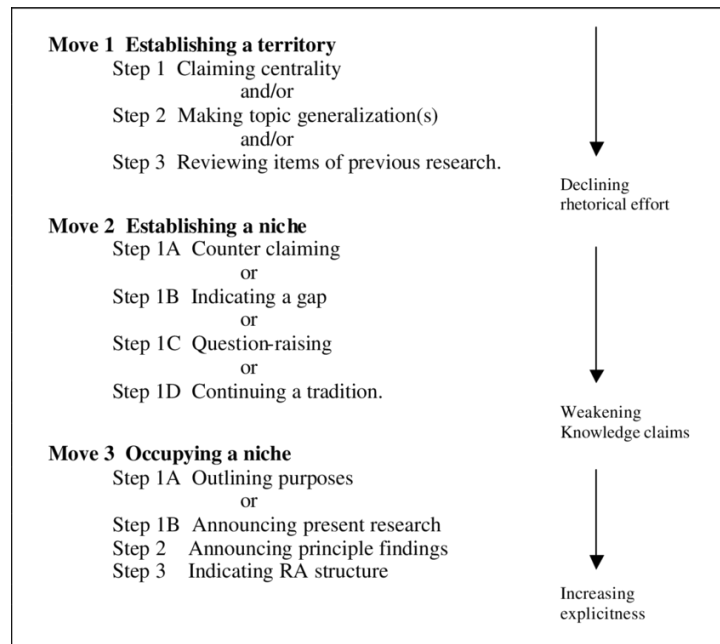 Move 1 Establishing a territory
Step 1 Claiming centrality
and/or
Step 2 Making topic generalization(s)
and/or
Step 3 Reviewing items of previous research.
Declining
rhetorical effort
Move 2 Establishing a niche
Step 1A Counter claiming
or
Step 1B Indicating a gap
or
Step 1C Question-raising
or
Step 1D Continuing a tradition.
Weakening
Knowledge claims
Move 3 Occupying a niche
Step 1A Outlining purposes
or
Step 1B Announcing present research
Step 2 Announcing principle findings
Step 3 Indicating RA structure
Increasing
explicitness